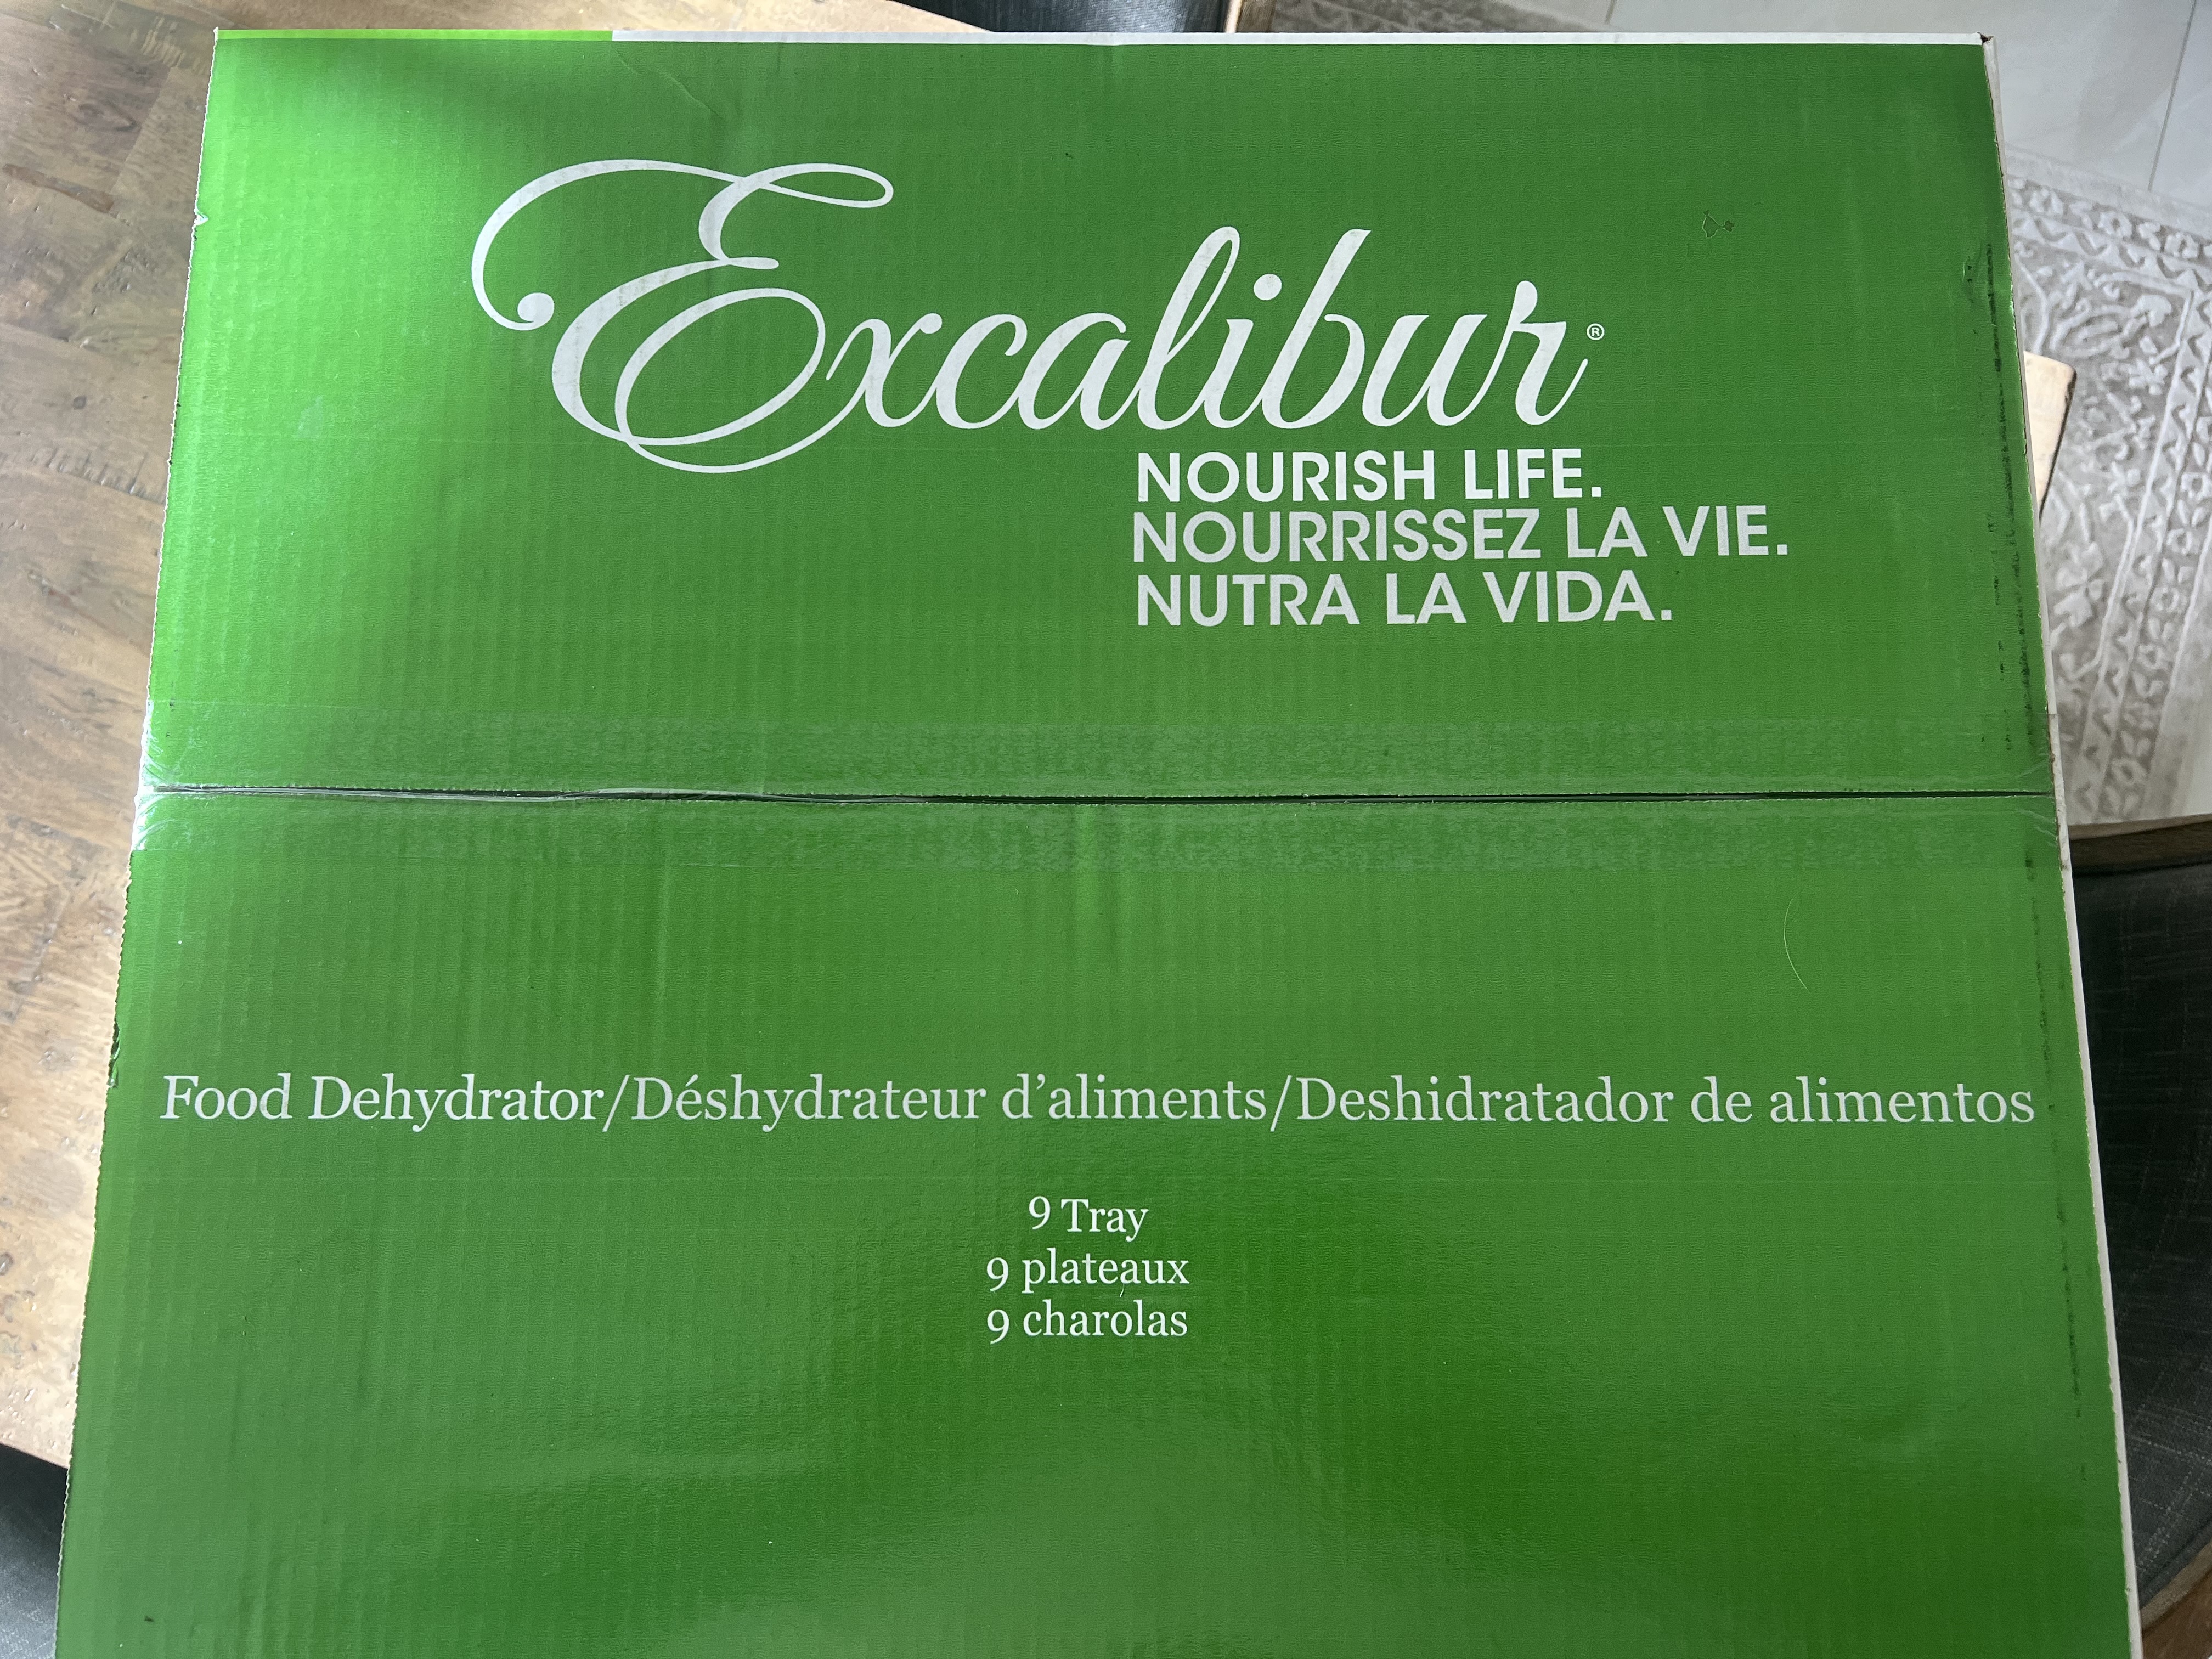 Excalibur®
NOURISH LIFE.
NOURRISSEZ LA VIE.
NUTRA LA VIDA.
Food Dehydrator/Déshydrateur d’aliments/Deshidratador de alimentos
9 Tray
9 plateaux
9 charolas